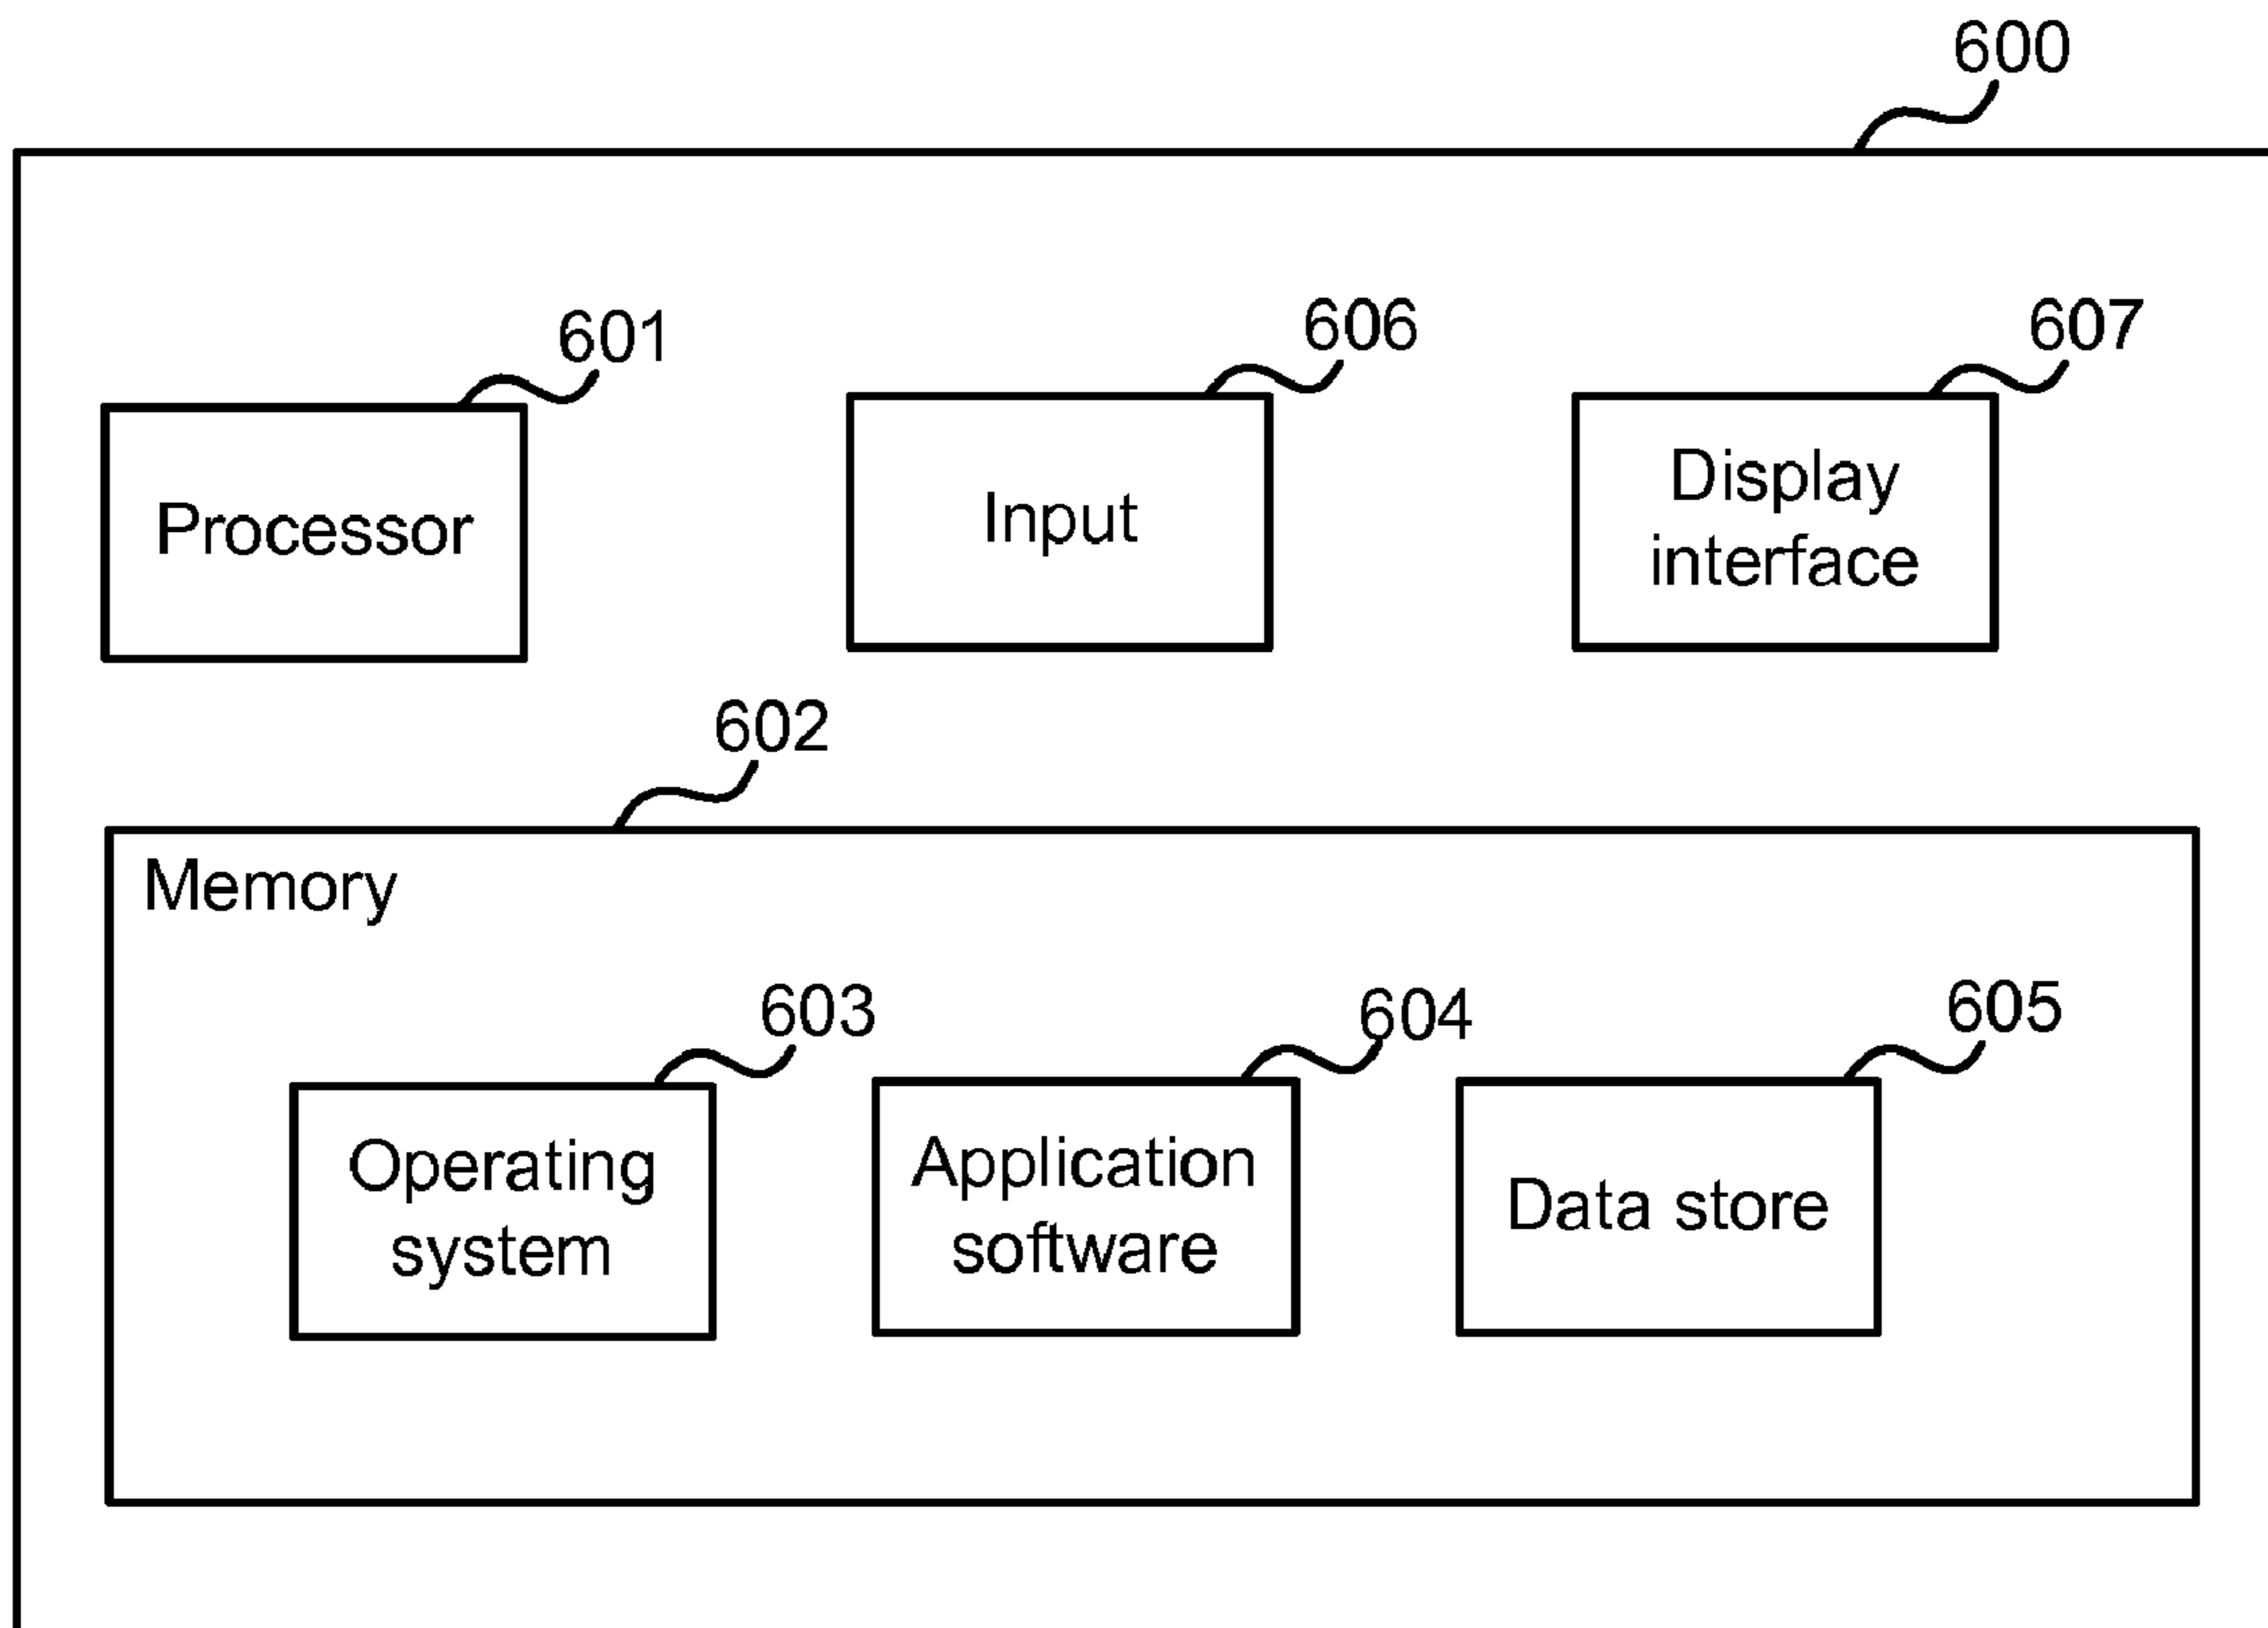 600
601
606
607
Processor
Input
Display
interface
602
Memory
603
604
605
Operating
system
Application
software
Data store